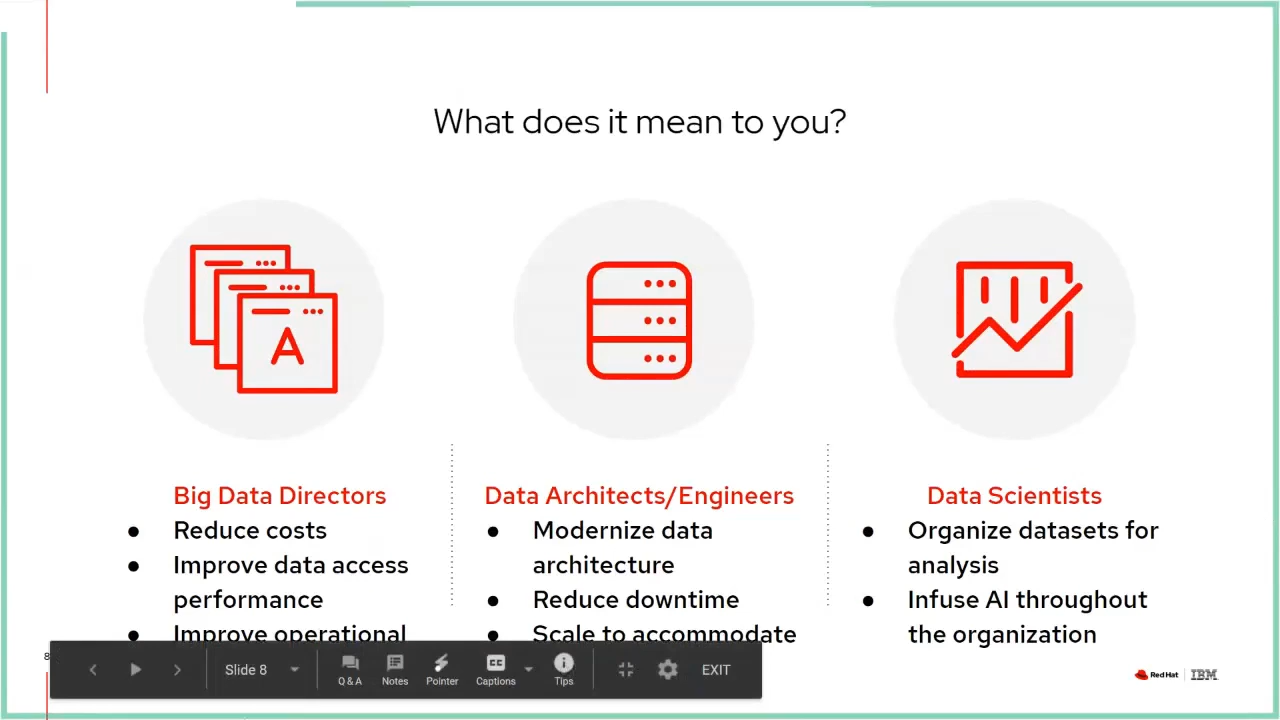 What does it mean to you?
A
Big Data Directors
● Reduce costs
● Improve data access
performance
● Improve operational
Data Architects/Engineers
● Modernize data
architecture
● Reduce downtime
● Scale to accommodate
Data Scientists
● Organize datasets for
analysis
● Infuse AI throughout
the organization
8
Slide 8
Q & A
Notes
Pointer
CC
Captions
Tips
EXIT
Red Hat
IBM